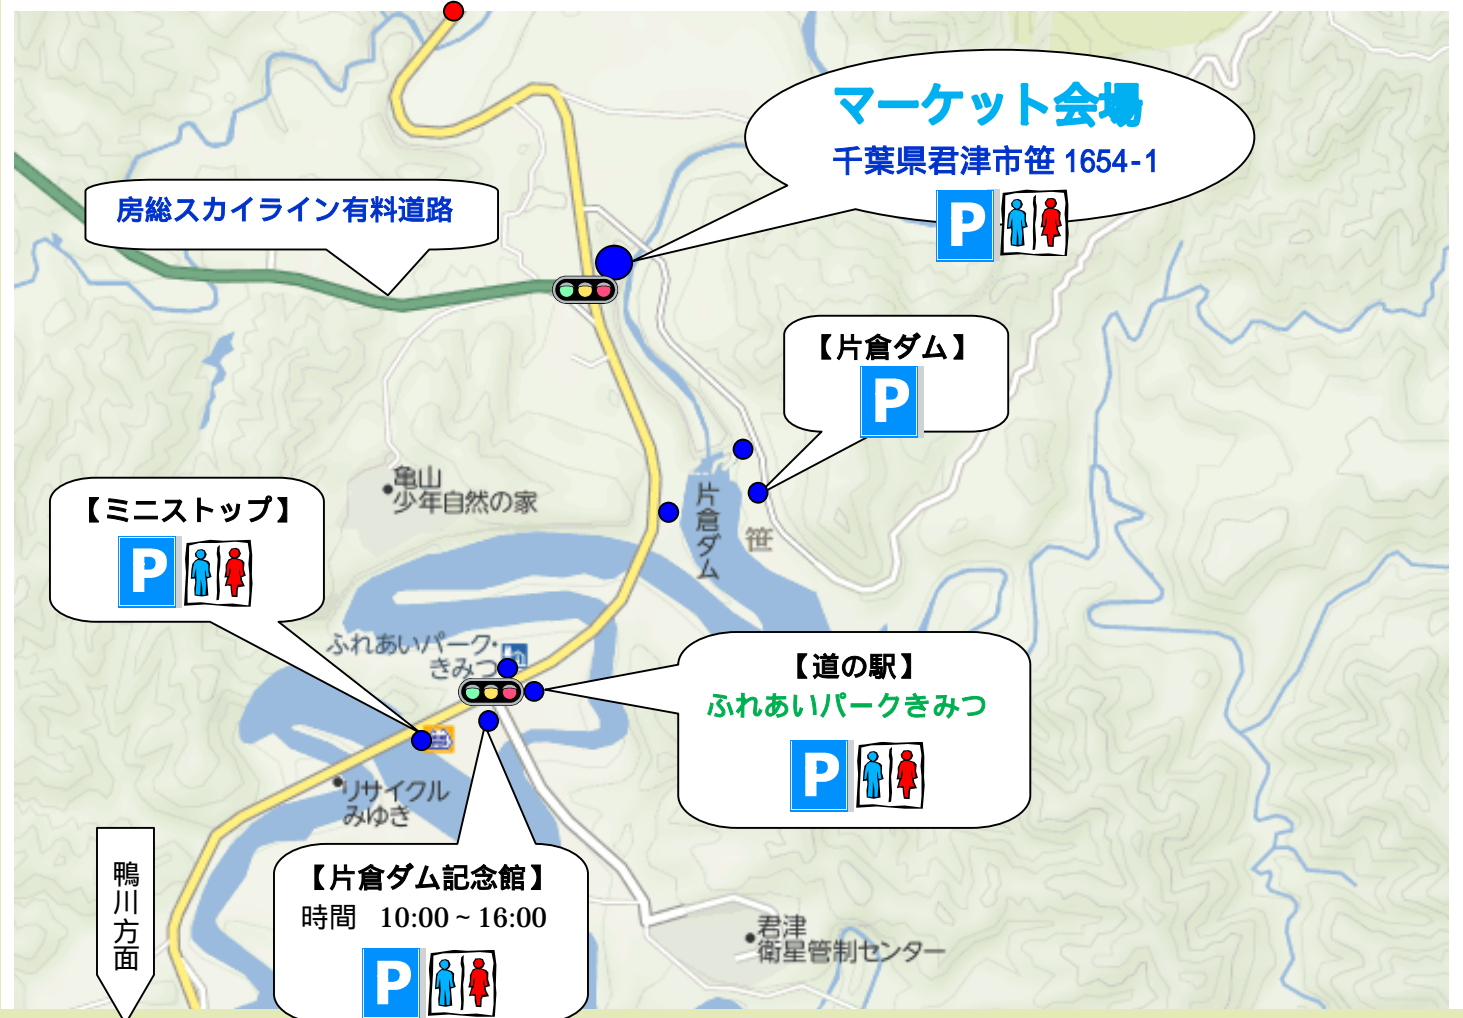 マーケット会場
千葉県君津市笹 1654-1
P
房総スカイライン有料道路
【片倉ダム】
P
亀山
少年自然の家
【ミニストップ】
P
片倉ダム
笹
ふれあいパーク・
きみつ
【道の駅】
ふれあいパークきみつ
P
リサイクル
みゆき
鴨川方面
【片倉ダム記念館】
時間 10:00～16:00
P
君津
衛星管制センター